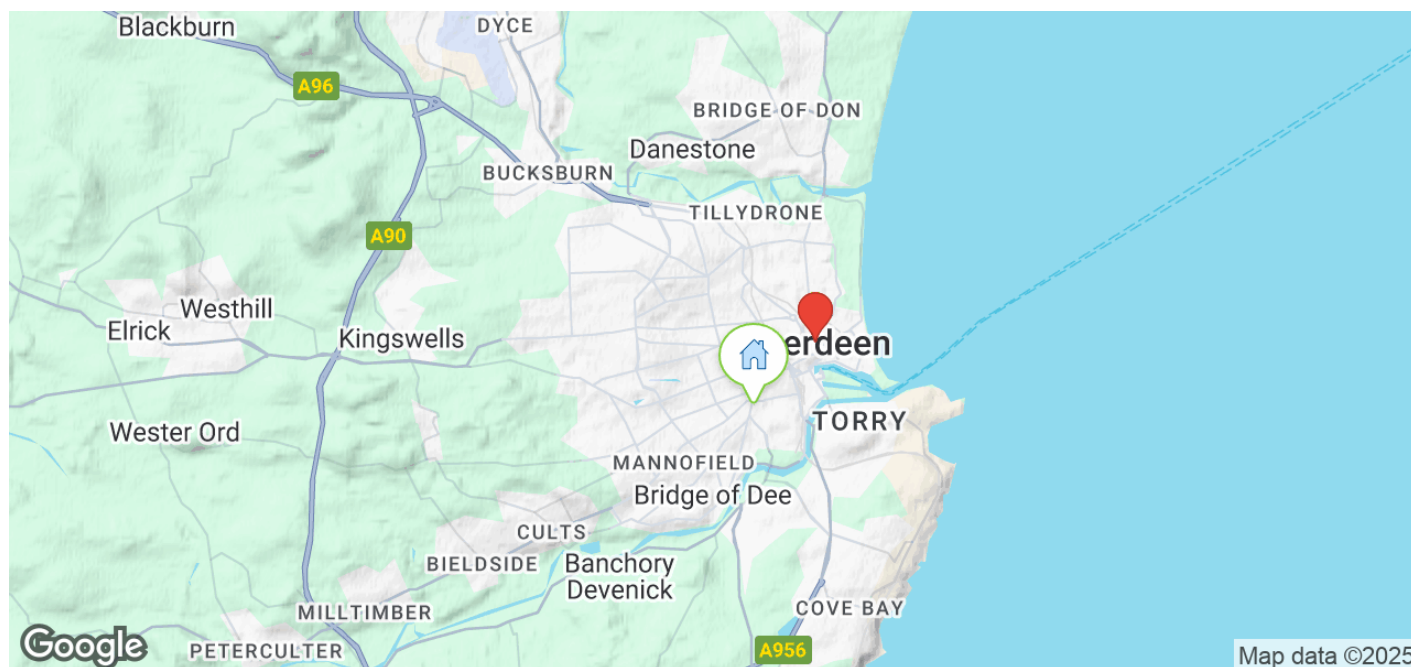 Blackburn
DYCE
A96
BRIDGE OF DON
Danestone
BUCKSBURN
TILLYDRONE
A90
Westhill
Elrick
Kingswells
erdeen
TORRY
Wester Ord
MANNOFIELD
Bridge of Dee
CULTS
BIELDSIDE
Banchory
Devenick
MILLTIMBER
COVE BAY
PETERCULTER
A956
Google
Map data ©2025